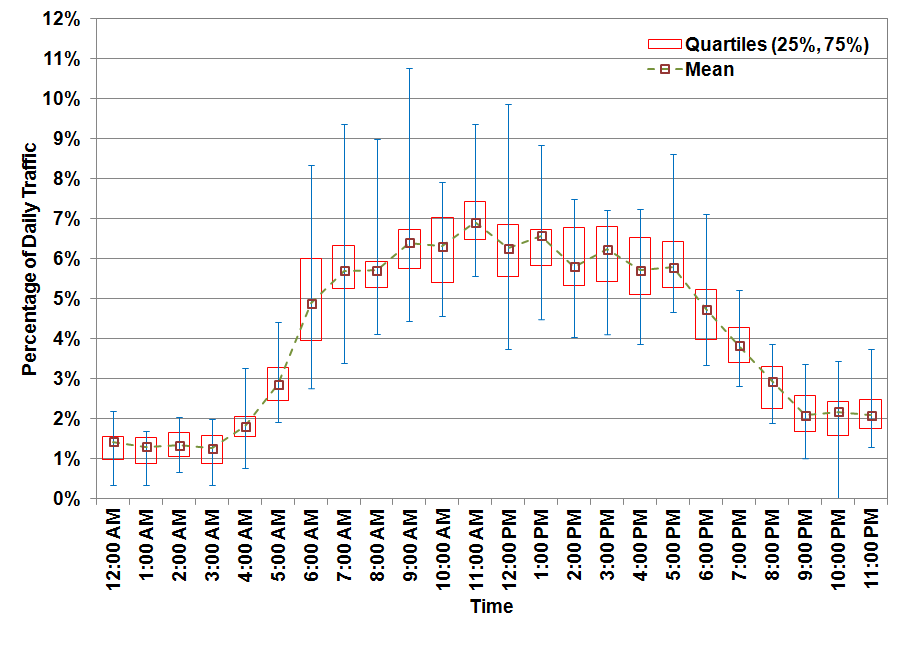 12%
11%
10%
9%
8%
7%
6%
5%
4%
3%
2%
1%
0%
Percentage of Daily Traffic
Quartiles (25%, 75%)
Mean
12:00 AM
1:00 AM
2:00 AM
3:00 AM
4:00 AM
5:00 AM
6:00 AM
7:00 AM
8:00 AM
9:00 AM
10:00 AM
11:00 AM
12:00 PM
1:00 PM
2:00 PM
3:00 PM
4:00 PM
5:00 PM
6:00 PM
7:00 PM
8:00 PM
9:00 PM
10:00 PM
11:00 PM
Time